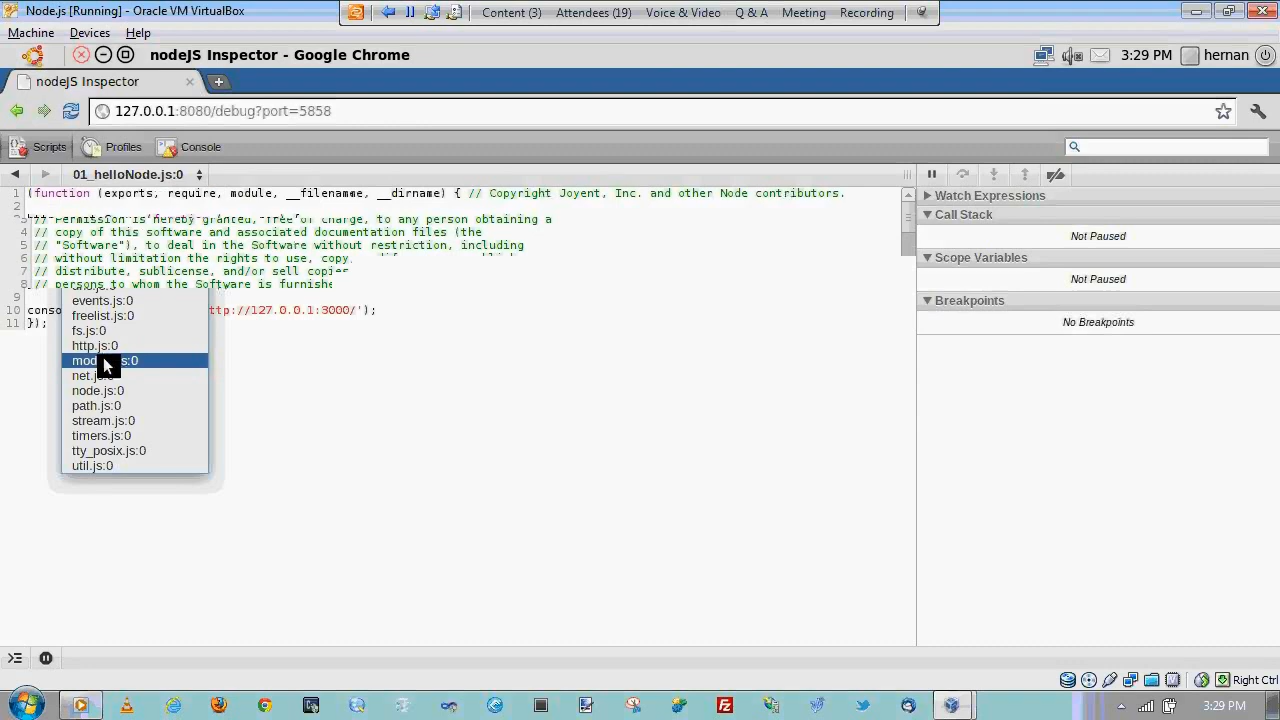 Node.js [Running] - Oracle VM VirtualBox
Content (3) Attendees (19) Voice & Video Q & A Meeting Recording
Machine Devices Help
nodeJS Inspector - Google Chrome
3:29 PM hernan
nodeJS Inspector
127.0.0.1:8080/debug?port=5858
Scripts Profiles Console
01_helloNode.js:0
1 (function (exports, require, module, __filename, __dirname) { // Copyright Joyent, Inc. and other Node contributors.
2
3 // Permission is hereby granted, free of charge, to any person obtaining a
4 // copy of this software and associated documentation files (the
5 // "Software"), to deal in the Software without restriction, including
6 // without limitation the rights to use, copy,
7 // distribute, sublicense, and/or sell copies
8 // persons to whom the Software is furnishe
9
10 conso ttp://127.0.0.1:3000/');
11 });
events.js:0
freelist.js:0
fs.js:0
http.js:0
mod s:0
net.js:0
node.js:0
path.js:0
stream.js:0
timers.js:0
tty_posix.js:0
util.js:0
Watch Expressions
Call Stack
Not Paused
Scope Variables
Not Paused
Breakpoints
No Breakpoints
Right Ctrl
3:29 PM